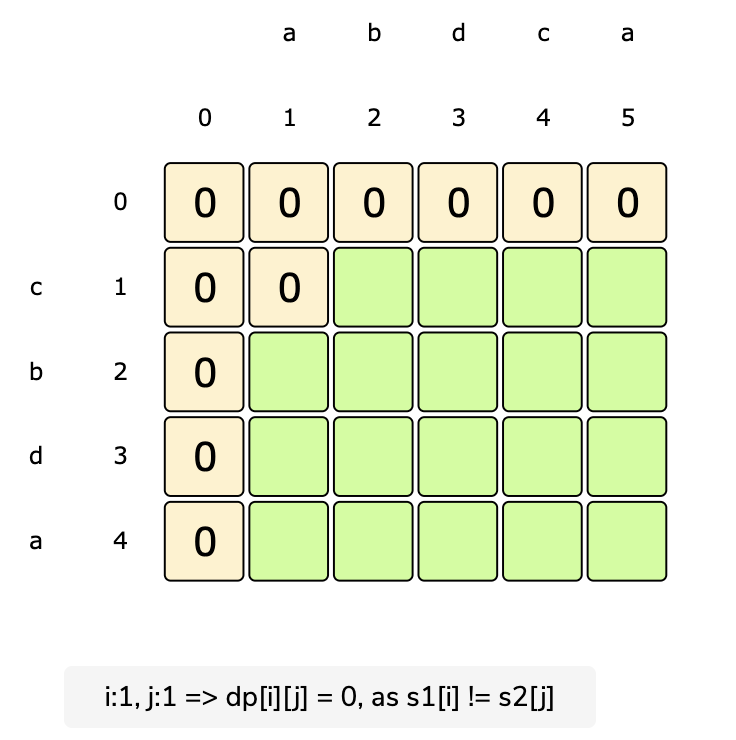 a b d c a
0 1 2 3 4 5
0 0 0 0 0 0 0
c 1 0 0
b 2 0
d 3 0
a 4 0
i:1, j:1 => dp[i][j] = 0, as s1[i] != s2[j]